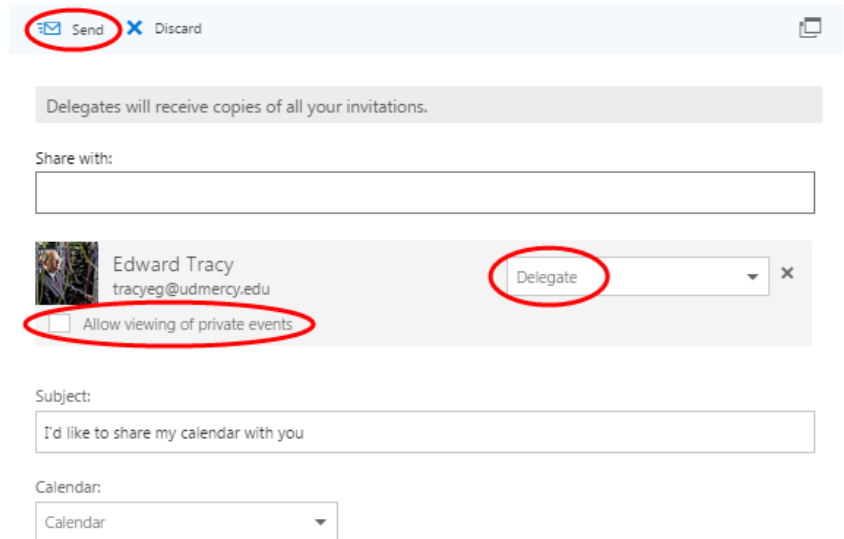 Send Discard
Delegates will receive copies of all your invitations.
Share with:
Edward Tracy
tracyeg@udmercy.edu
Delegate
Allow viewing of private events
Subject:
I'd like to share my calendar with you
Calendar:
Calendar